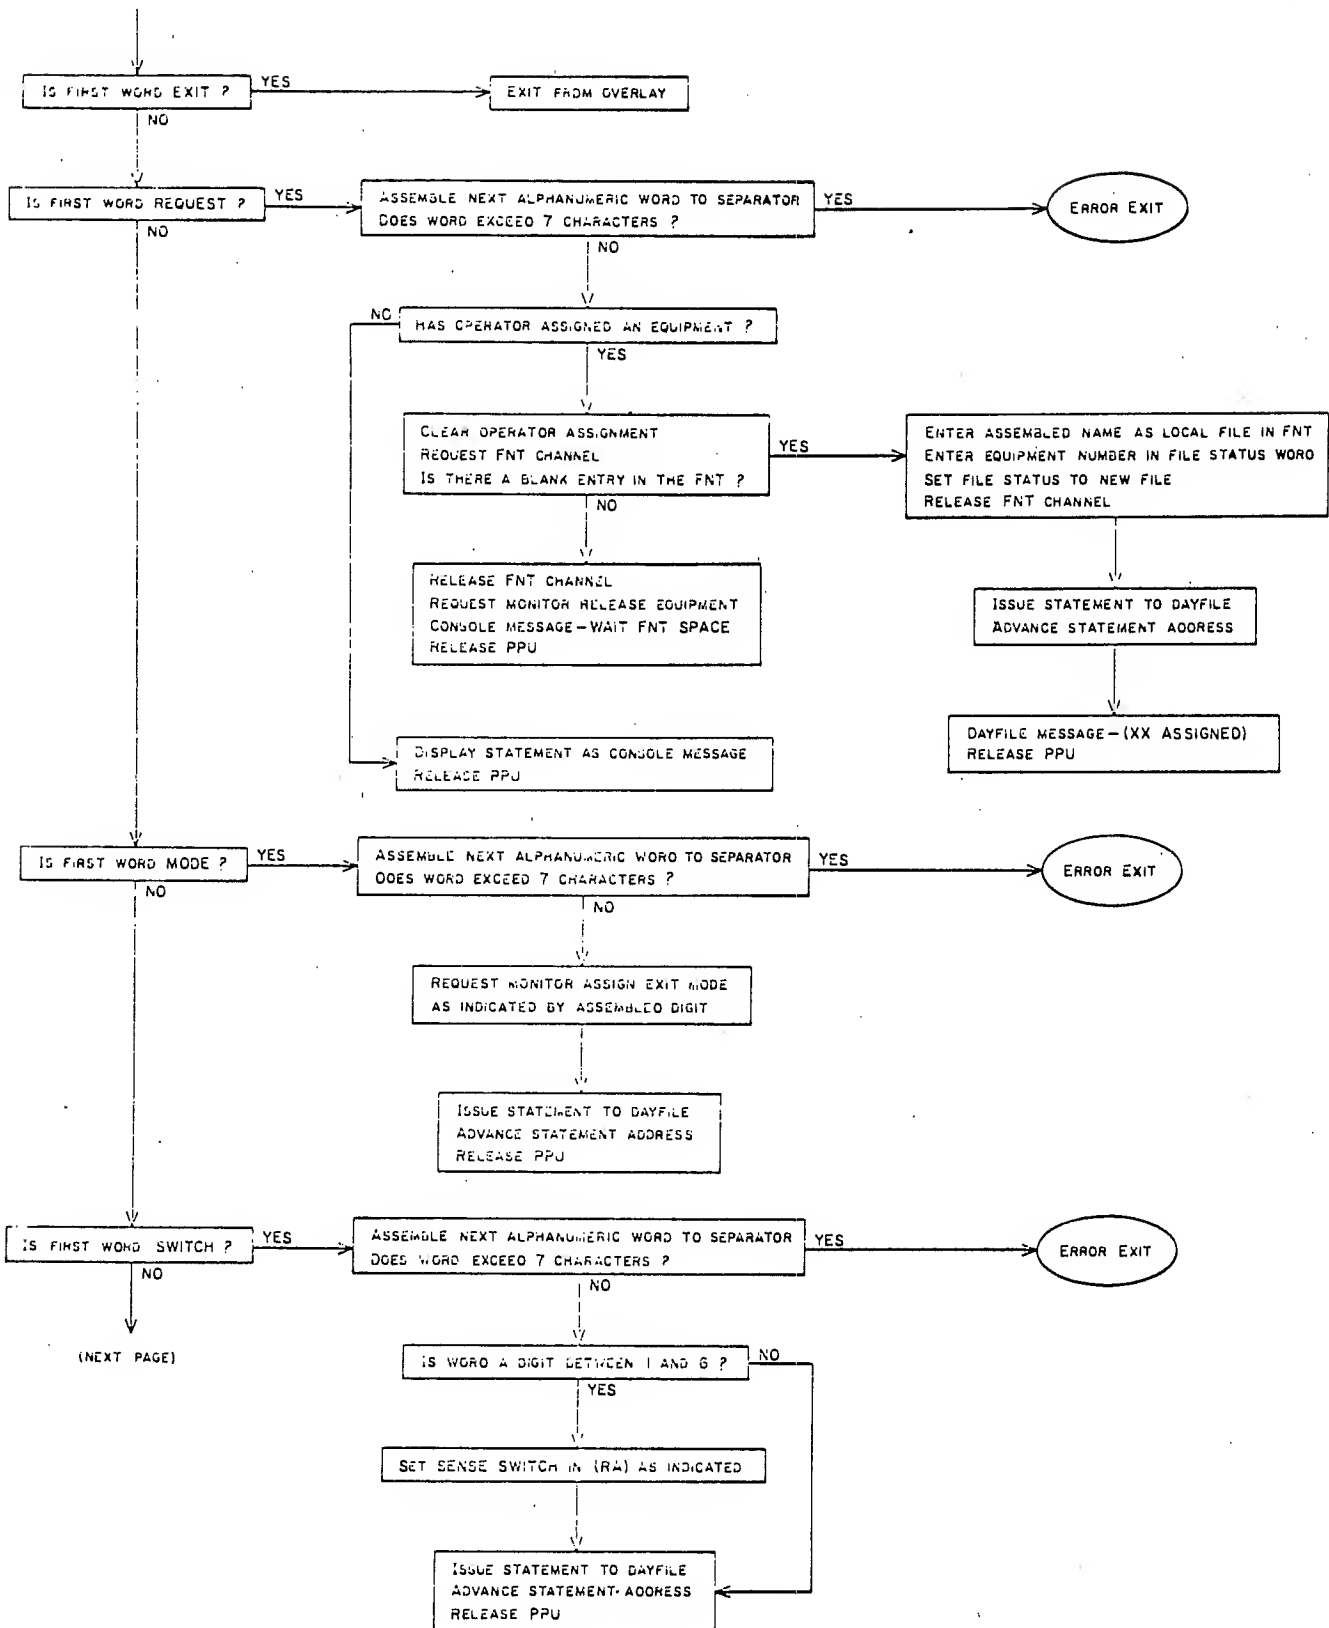 IS FIRST WORD EXIT ?
YES
EXIT FROM OVERLAY
NO
IS FIRST WORD REQUEST ?
YES
ASSEMBLE NEXT ALPHANUMERIC WORD TO SEPARATOR
DOES WORD EXCEED 7 CHARACTERS ?
YES
ERROR EXIT
NO
NO
HAS OPERATOR ASSIGNED AN EQUIPMENT ?
NO
YES
CLEAR OPERATOR ASSIGNMENT
REQUEST FNT CHANNEL
IS THERE A BLANK ENTRY IN THE FNT ?
YES
ENTER ASSEMBLED NAME AS LOCAL FILE IN FNT
ENTER EQUIPMENT NUMBER IN FILE STATUS WORD
SET FILE STATUS TO NEW FILE
RELEASE FNT CHANNEL
NO
RELEASE FNT CHANNEL
REQUEST MONITOR RELEASE EQUIPMENT
CONSOLE MESSAGE—WAIT FNT SPACE
RELEASE PPU
ISSUE STATEMENT TO DAYFILE
ADVANCE STATEMENT ADDRESS
DAYFILE MESSAGE—(XX ASSIGNED)
RELEASE PPU
DISPLAY STATEMENT AS CONSOLE MESSAGE
RELEASE PPU
IS FIRST WORD MODE ?
YES
ASSEMBLE NEXT ALPHANUMERIC WORD TO SEPARATOR
DOES WORD EXCEED 7 CHARACTERS ?
YES
ERROR EXIT
NO
NO
REQUEST MONITOR ASSIGN EXIT MODE
AS INDICATED BY ASSEMBLED DIGIT
ISSUE STATEMENT TO DAYFILE
ADVANCE STATEMENT ADDRESS
RELEASE PPU
IS FIRST WORD SWITCH ?
YES
ASSEMBLE NEXT ALPHANUMERIC WORD TO SEPARATOR
DOES WORD EXCEED 7 CHARACTERS ?
YES
ERROR EXIT
NO
NO
(NEXT PAGE)
IS WORD A DIGIT BETWEEN 1 AND 6 ?
NO
YES
SET SENSE SWITCH IN (RA) AS INDICATED
ISSUE STATEMENT TO DAYFILE
ADVANCE STATEMENT ADDRESS
RELEASE PPU